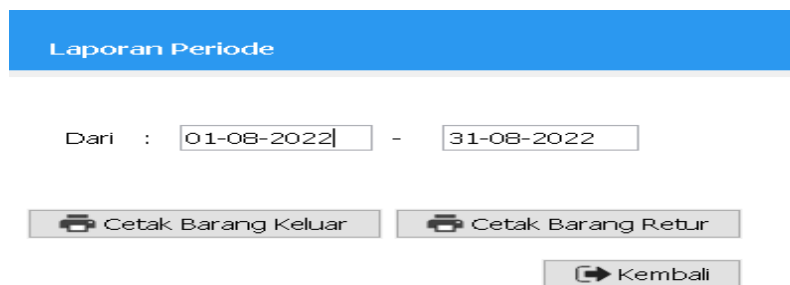 Laporan Periode
Dari : 01-08-2022 - 31-08-2022
Cetak Barang Keluar Cetak Barang Retur
Kembali